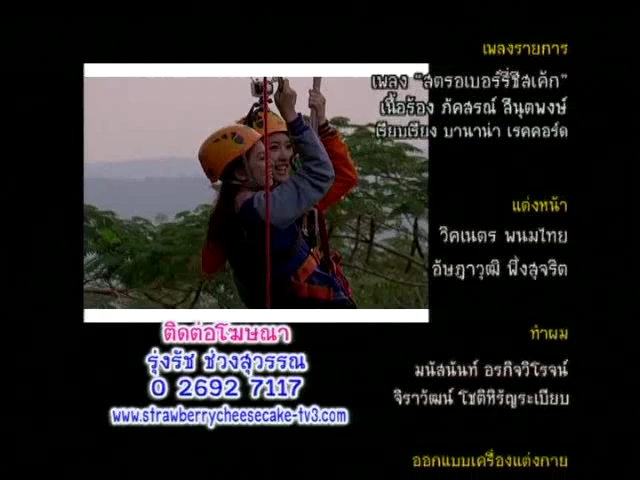 เพลงรายการ
เพลง "สตรอเบอร์รี่ชีสเค้ก"
เนื้อร้อง ภัคสรณ์ สินุตพงษ์
เรียบเรียง บานาน่า เรคคอร์ด
แต่งหน้า
วิคเนตร พนมไทย
อัษฎาวุฒิ พึ่งสุจริต
ทำผม
มนัสนันท์ อรกิจวิโรจน์
จิราวัฒน์ โชติหิรัญระเบียบ
ออกแบบเครื่องแต่งกาย
ติดต่อโฆษณา
รุ่งรัช ช่วงสุวรรณ
0 2692 7117
www.strawberrycheesecake-tv3.com